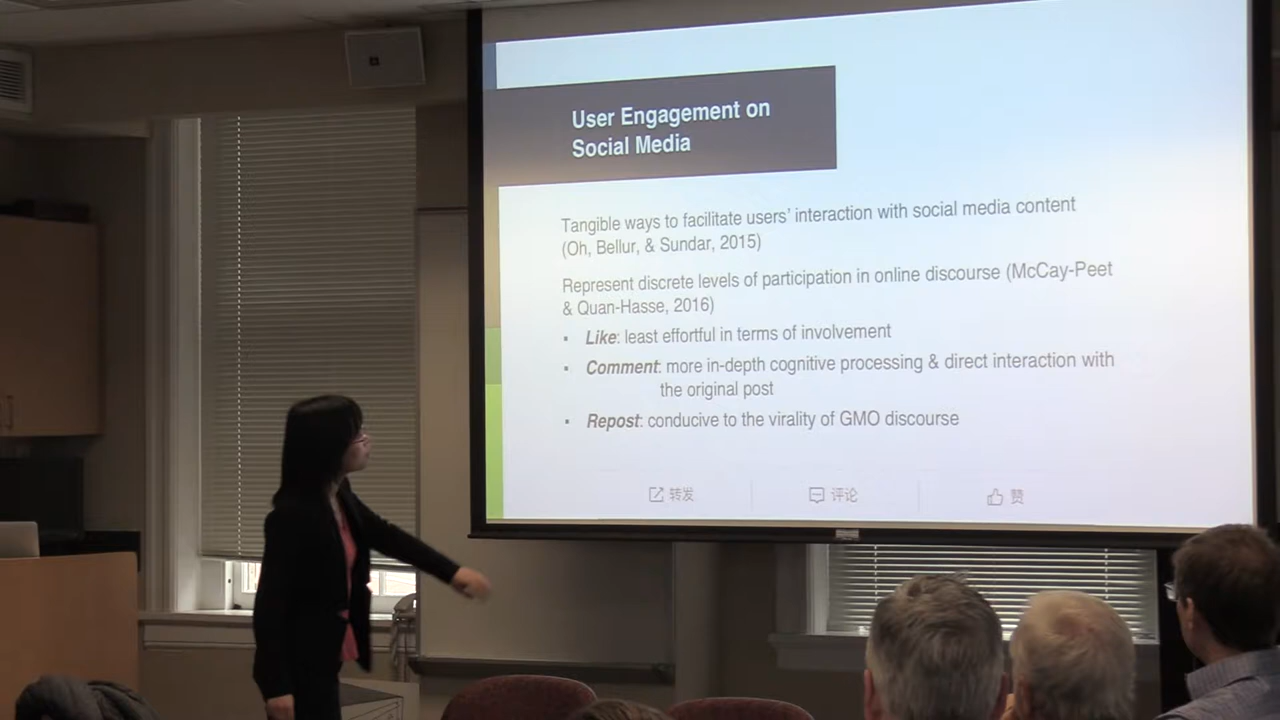 User Engagement on
Social Media
Tangible ways to facilitate users' interaction with social media content
(Oh, Bellur, & Sundar, 2015)
Represent discrete levels of participation in online discourse (McCay-Peet
& Quan-Hasse, 2016)
▪ Like: least effortful in terms of involvement
▪ Comment: more in-depth cognitive processing & direct interaction with
the original post
▪ Repost: conducive to the virality of GMO discourse
转发 评论 赞